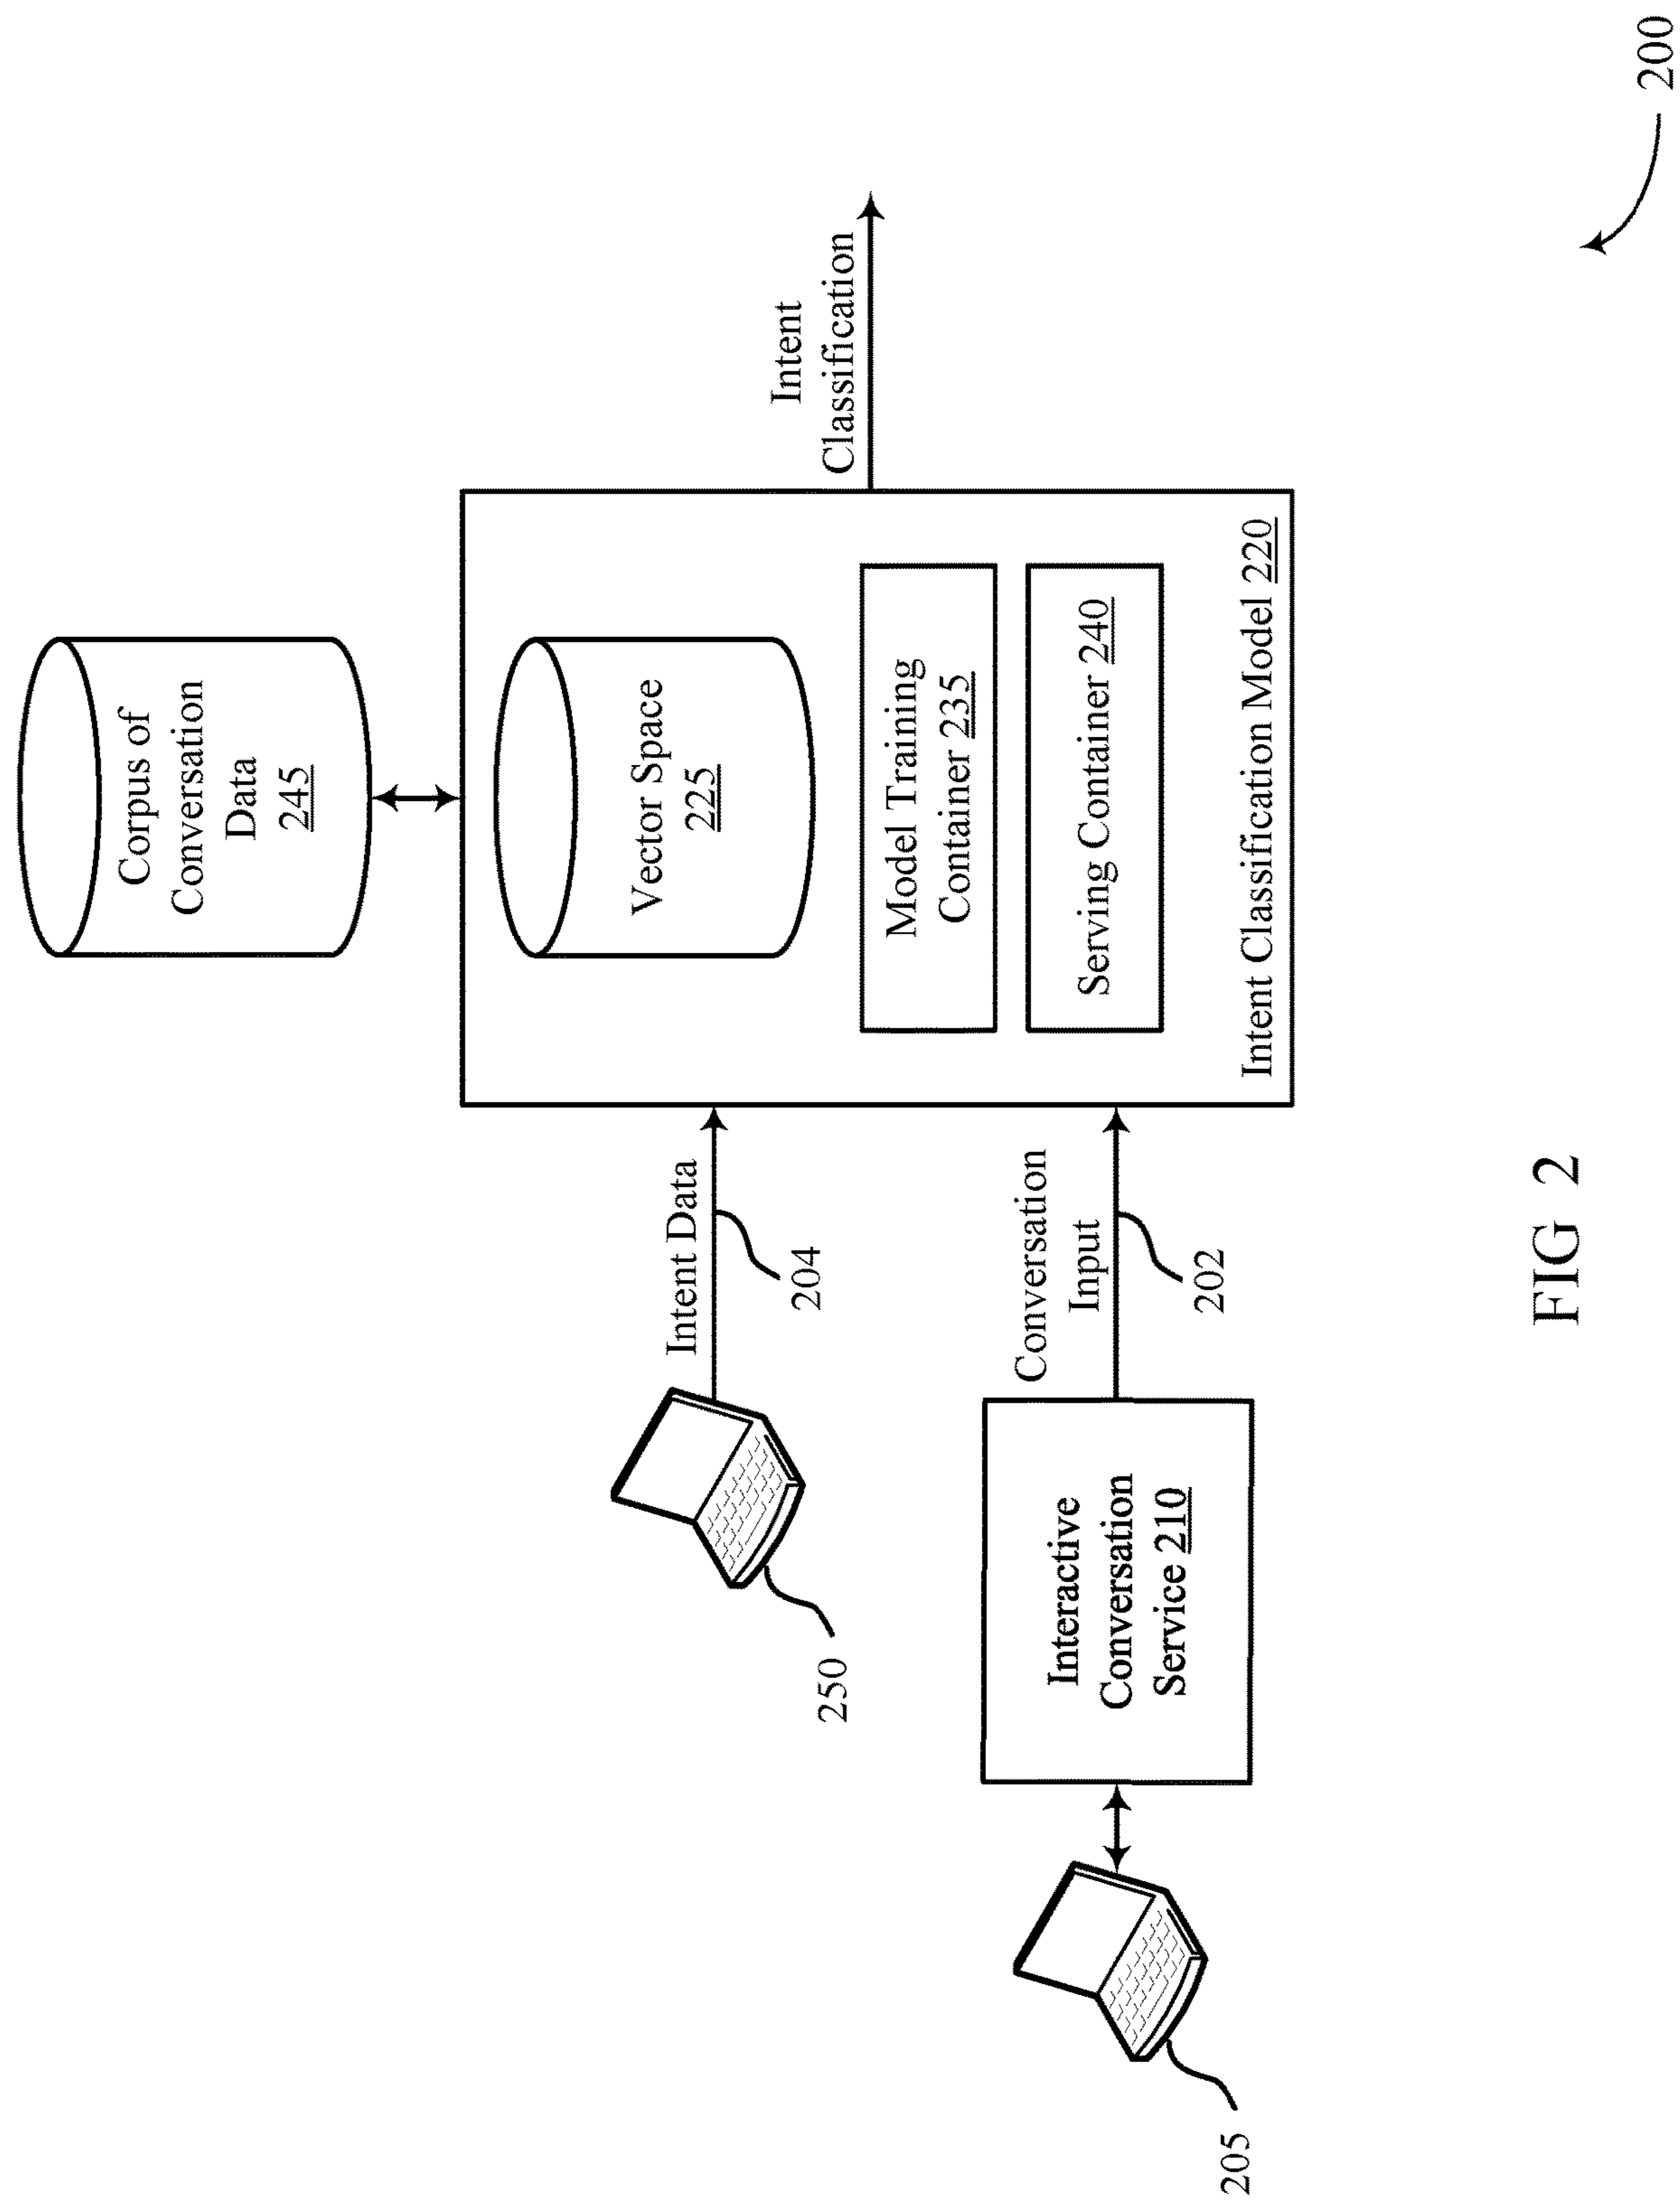 200
Corpus of
Conversation
Data
245
Vector Space
225
Model Training
Container 235
Serving Container 240
Intent Classification Model 220
Intent
Classification
Intent Data
204
250
Conversation
Input
202
Interactive
Conversation
Service 210
205
FIG 2